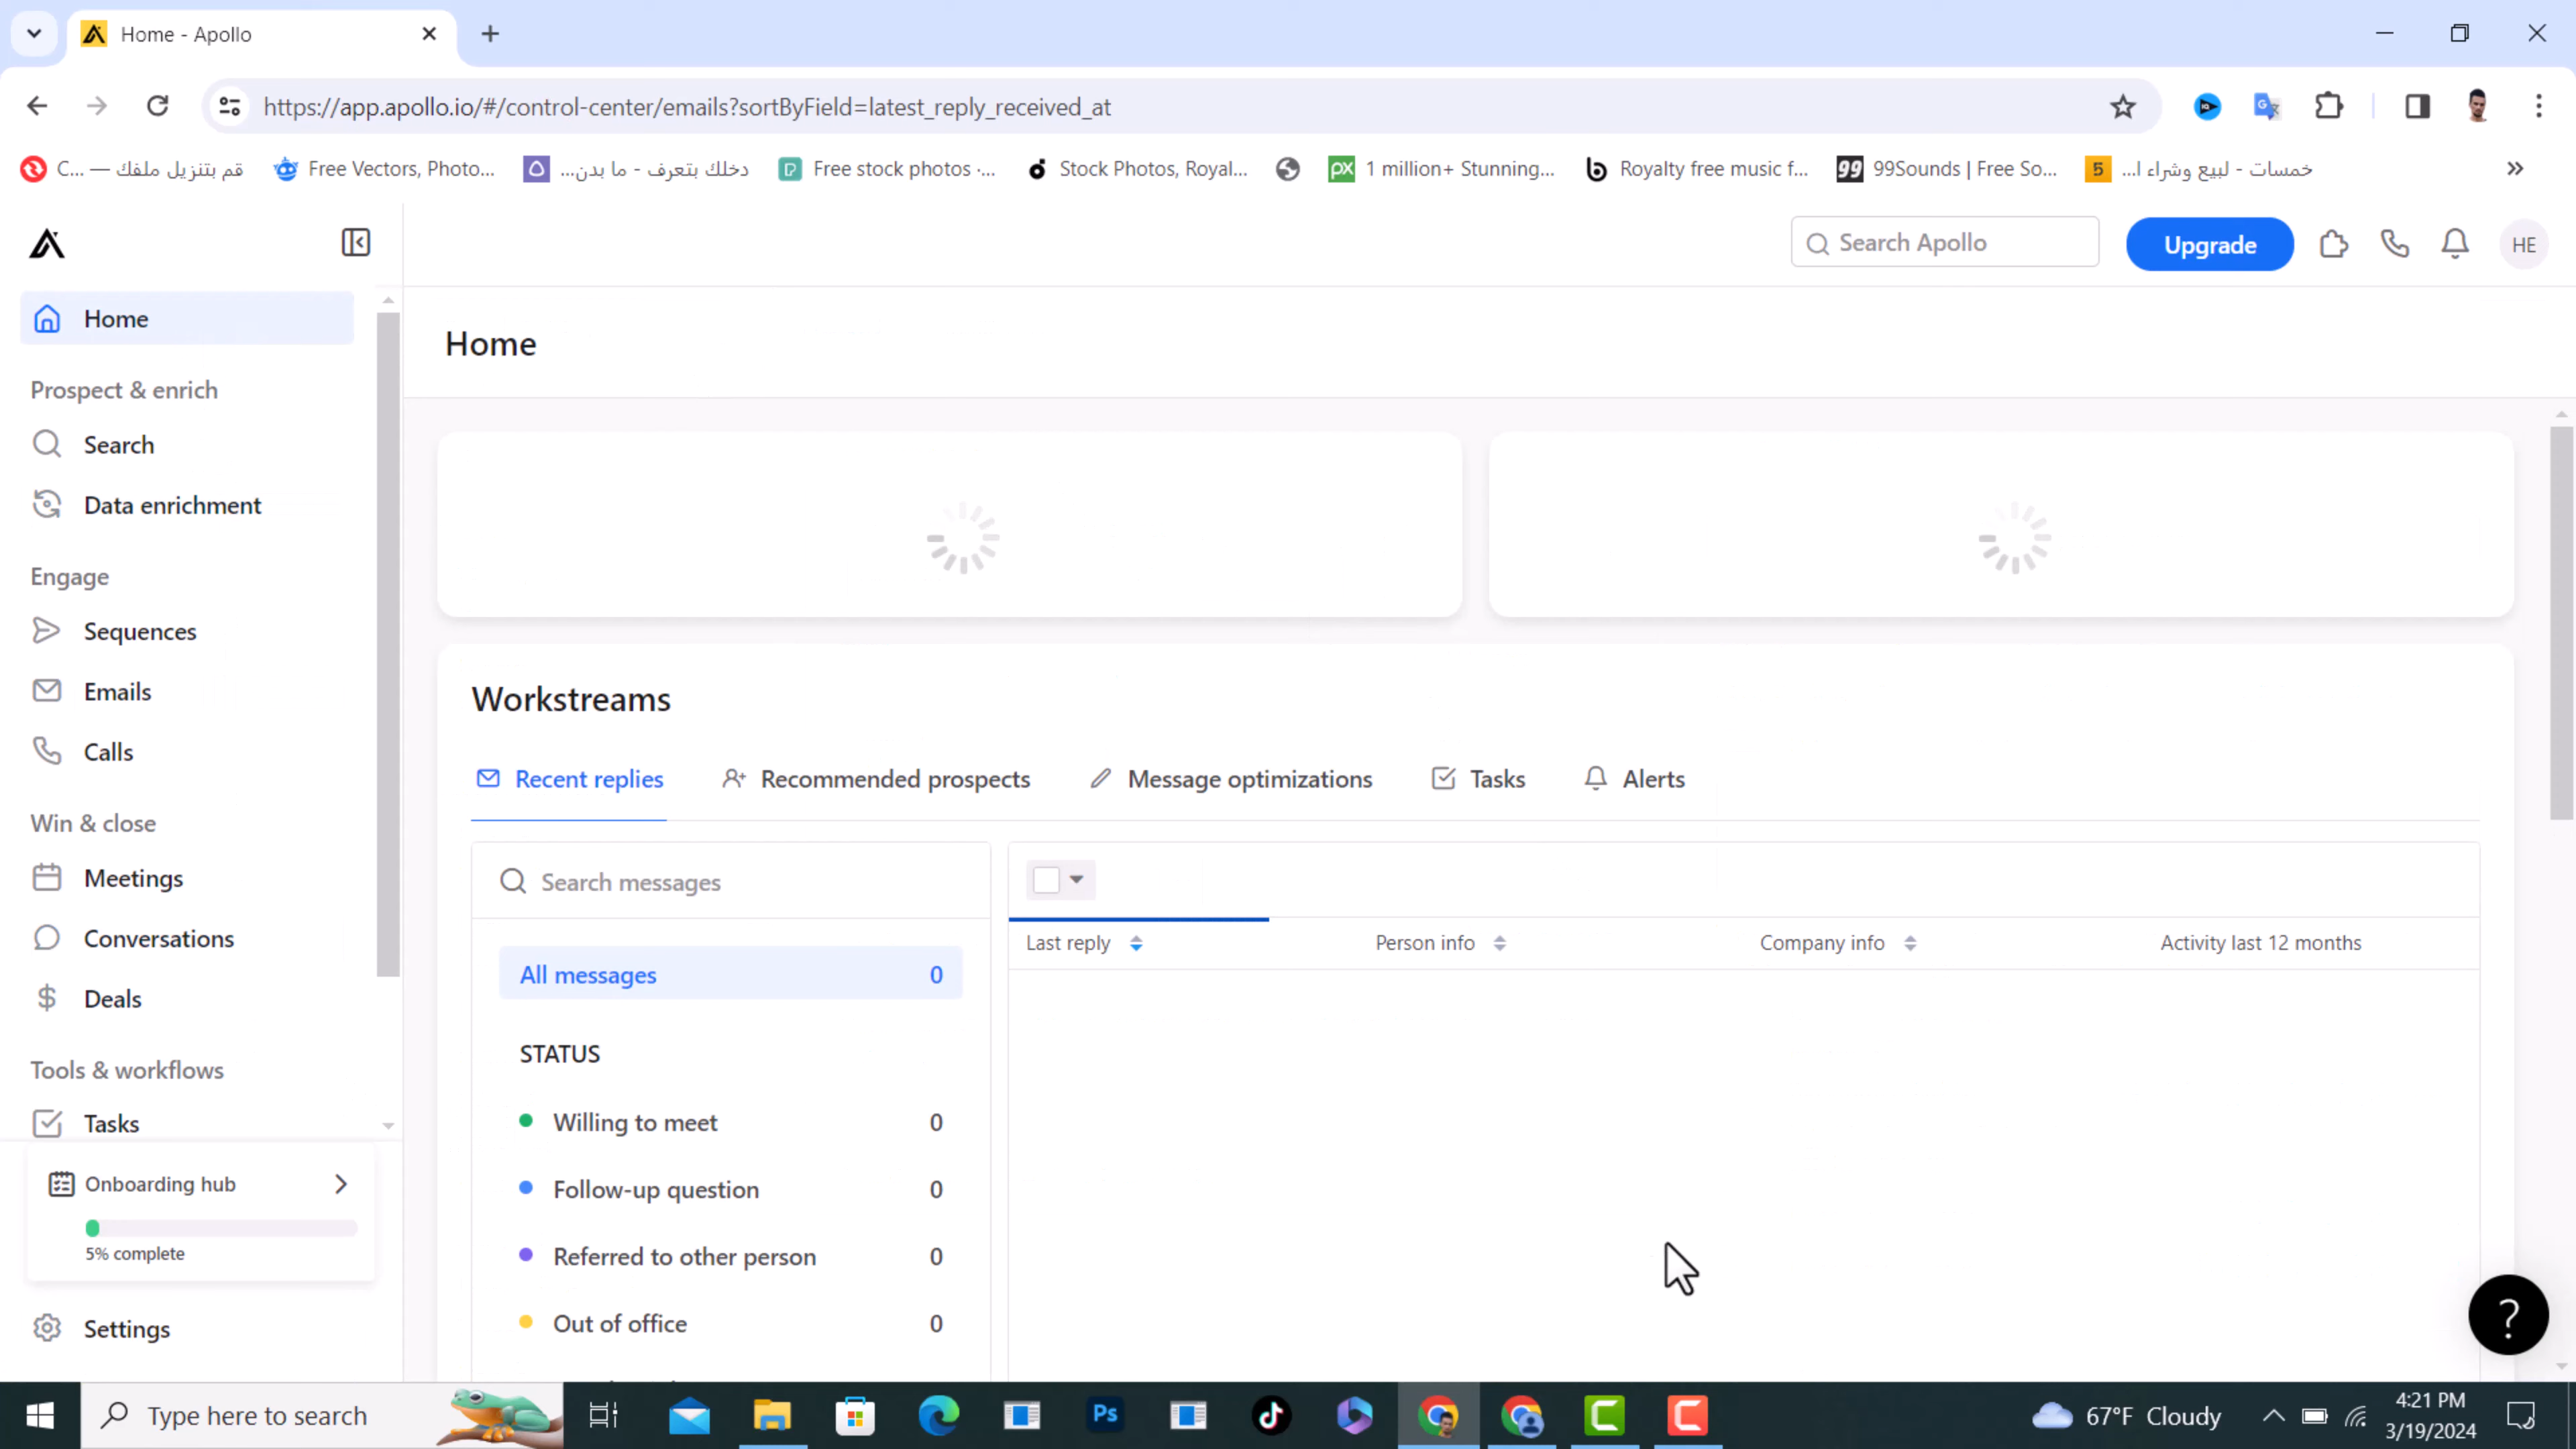 Home - Apollo
https://app.apollo.io/#/control-center/emails?sortByField=latest_reply_received_at
C... — قم بتنزيل ملفك
Free Vectors, Photo...
دخلك بتعرف - ما بدن...
Free stock photos ·...
Stock Photos, Royal...
px
1 million+ Stunning...
Royalty free music f...
99
99Sounds | Free So...
5
خمسات - لبيع وشراء ا...
Search Apollo
Upgrade
HE
Home
Prospect & enrich
Search
Data enrichment
Engage
Sequences
Emails
Calls
Win & close
Meetings
Conversations
Deals
Tools & workflows
Tasks
Onboarding hub
5% complete
Settings
Home
Workstreams
Recent replies
Recommended prospects
Message optimizations
Tasks
Alerts
Search messages
All messages 0
STATUS
Willing to meet 0
Follow-up question 0
Referred to other person 0
Out of office 0
Last reply
Person info
Company info
Activity last 12 months
?
Type here to search
Ps
67°F Cloudy
4:21 PM
3/19/2024